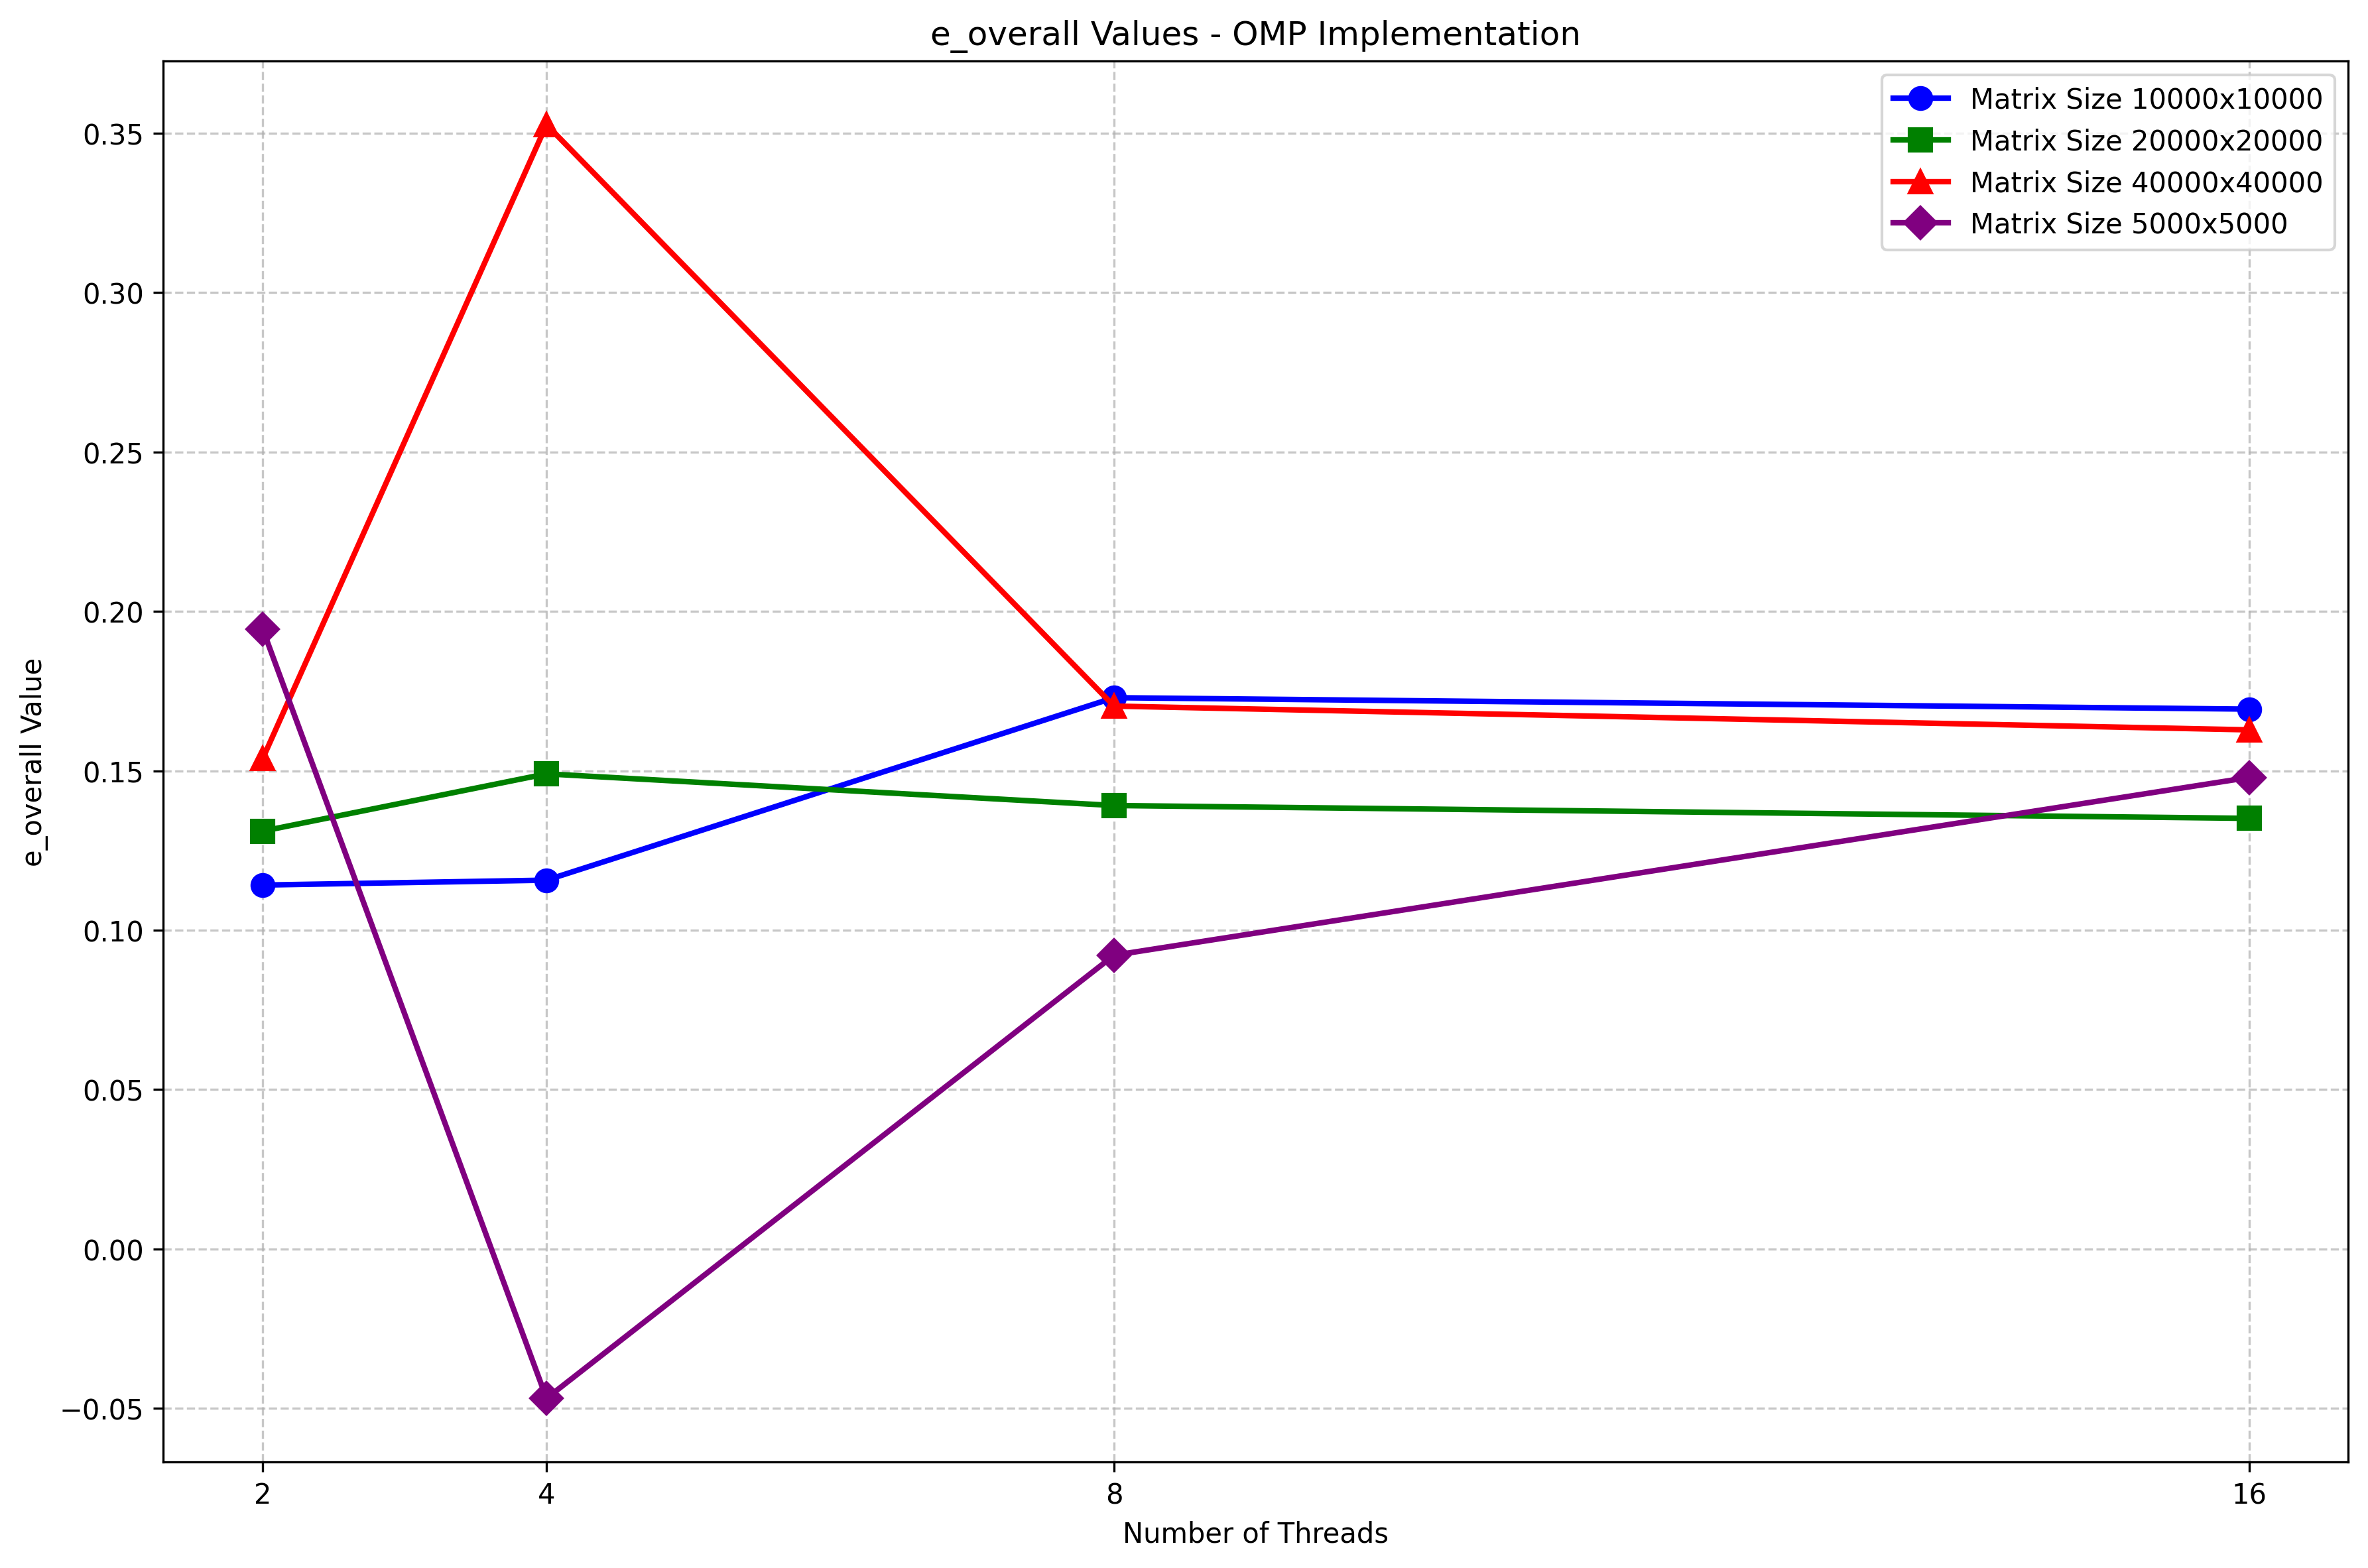 e_overall Values - OMP Implementation
Matrix Size 10000x10000
Matrix Size 20000x20000
Matrix Size 40000x40000
Matrix Size 5000x5000
e_overall Value
0.35
0.30
0.25
0.20
0.15
0.10
0.05
0.00
−0.05
2 4 8 16
Number of Threads